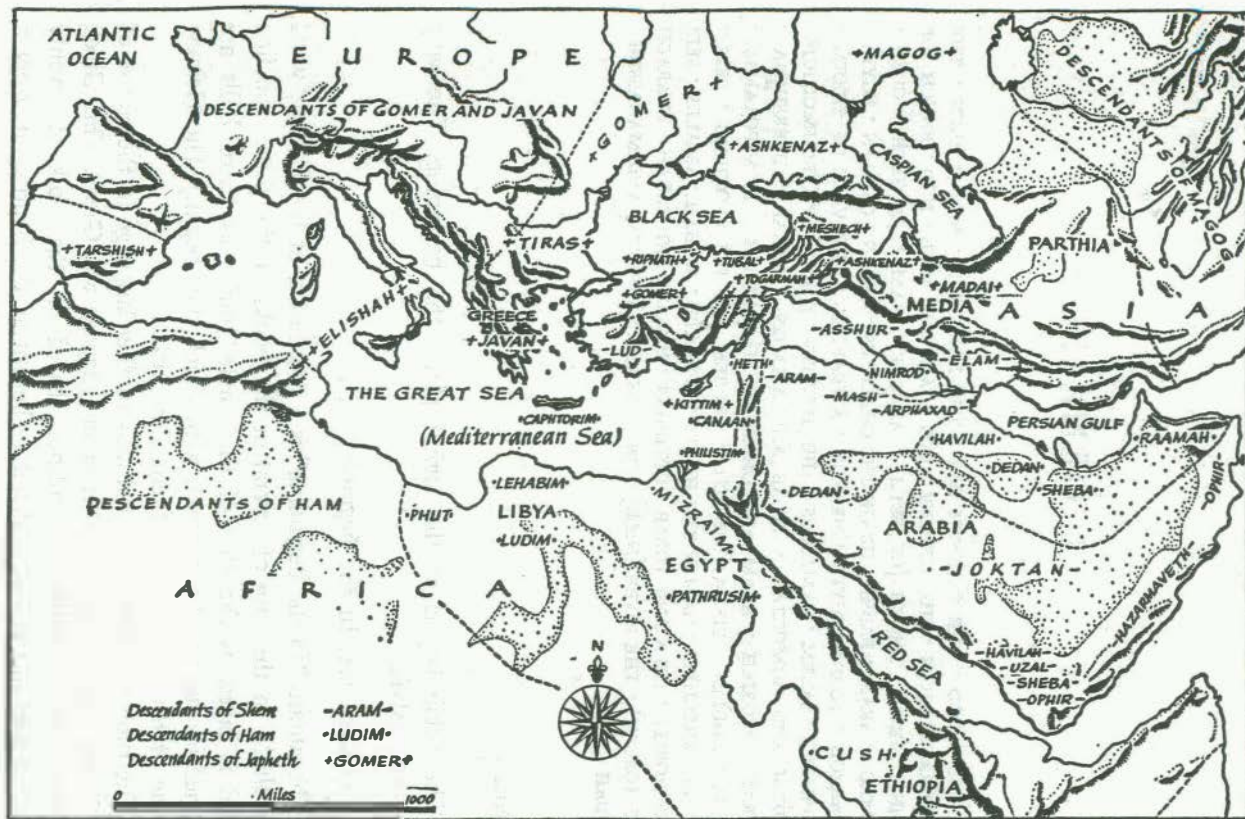 ATLANTIC
OCEAN
EUROPE
DESCENDANTS OF GOMER AND JAVAN
+GOMER+
+MAGOG+
DESCENDANTS OF MAGOG
+ASHKENAZ+
CASPIAN SEA
BLACK SEA
+TARSHISH+
+TIRAS+
+MESHECH+
PARTHIA
+RIPHATH+
+TUBAL+
+ASHKENAZ+
+TOGARMAH+
+GOMER+
+MADAI+
MEDIA
ASIA
+ELISHAH+
GREECE
+JAVAN+
-LUD-
-ASSHUR-
-ELAM-
•HETH•
-ARAM-
•NIMROD•
THE GREAT SEA
-MASH-
-ARPHAXAD
+KITTIM+
•CAPHTORIM•
•CANAAN•
(Mediterranean Sea)
PERSIAN GULF
•HAVILAH•
•RAAMAH•
•PHILISTIM•
DEDAN•
•SHEBA•
-OPHIR-
•LEHABIM•
DEDAN•
DESCENDANTS OF HAM
•PHUT•
LIBYA
•LUDIM•
MIZRAIM•
ARABIA
EGYPT
-JOKTAN-
AFRICA
•PATHRUSIM•
-HAZARMAVETH-
N
RED SEA
-HAVILAH-
-UZAL-
-SHEBA-
-OPHIR-
Descendants of Shem -ARAM-
Descendants of Ham •LUDIM•
Descendants of Japheth +GOMER+
•CUSH•
ETHIOPIA
0 Miles 1000